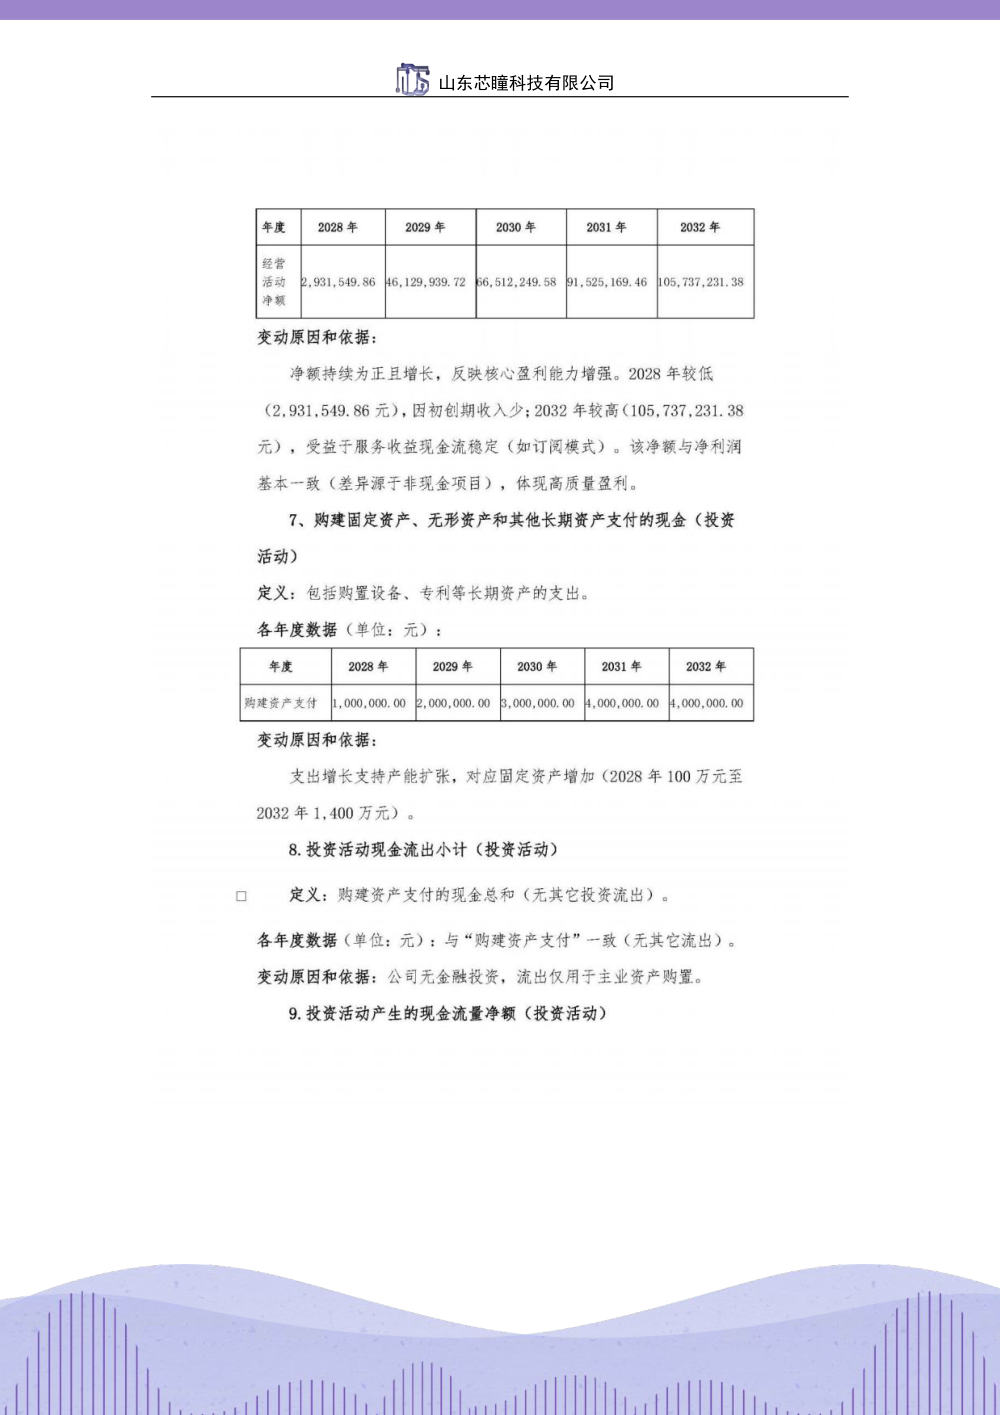 山东芯瞳科技有限公司
年度 2028 年 2029 年 2030 年 2031 年 2032 年
经营
活动 2,931,549.86 46,129,939.72 66,512,249.58 91,525,169.46 105,737,231.38
净额
变动原因和依据：
净额持续为正且增长，反映核心盈利能力增强。2028 年较低
（2,931,549.86 元），因初创期收入少；2032 年较高（105,737,231.38
元），受益于服务收益现金流稳定（如订阅模式）。该净额与净利润
基本一致（差异源于非现金项目），体现高质量盈利。
7、购建固定资产、无形资产和其他长期资产支付的现金（投资
活动）
定义：包括购置设备、专利等长期资产的支出。
各年度数据（单位：元）：
年度 2028 年 2029 年 2030 年 2031 年 2032 年
购建资产支付 1,000,000.00 2,000,000.00 3,000,000.00 4,000,000.00 4,000,000.00
变动原因和依据：
支出增长支持产能扩张，对应固定资产增加（2028 年 100 万元至
2032 年 1,400 万元）。
8.投资活动现金流出小计（投资活动）
□ 定义：购建资产支付的现金总和（无其它投资流出）。
各年度数据（单位：元）：与“购建资产支付”一致（无其它流出）。
变动原因和依据：公司无金融投资，流出仅用于主业资产购置。
9.投资活动产生的现金流量净额（投资活动）